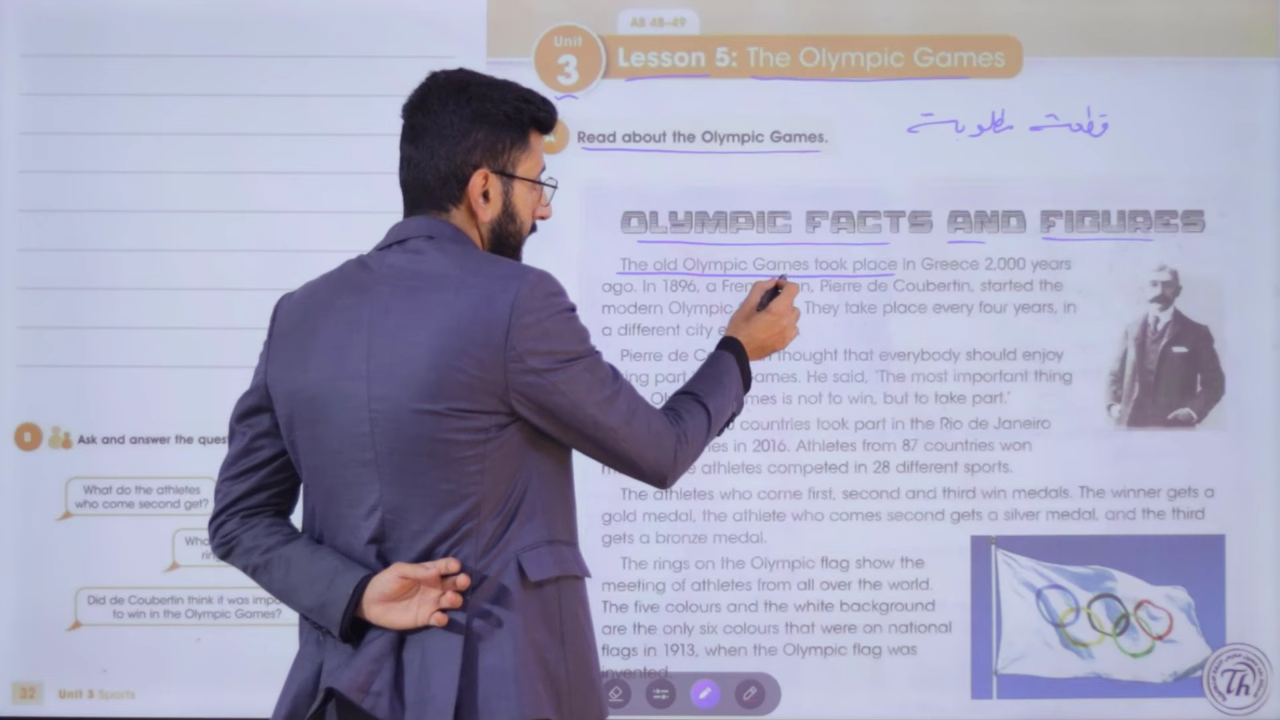 AB 48-49
Unit 3
Lesson 5: The Olympic Games
Read about the Olympic Games.
قطعة مطلوبة
OLYMPIC FACTS AND FIGURES
The old Olympic Games took place in Greece 2,000 years
ago. In 1896, a Pierre de Coubertin, started the
modern Olympic They take place every four years, in
a different city
Pierre de thought that everybody should enjoy
part He said, 'The most important thing
is not to win, but to take part.'
countries took part in the Rio de Janeiro
in 2016. Athletes from 87 countries won
athletes competed in 28 different sports.
The athletes who come first, second and third win medals. The winner gets a
gold medal, the athlete who comes second gets a silver medal, and the third
gets a bronze medal.
The rings on the Olympic flag show the
meeting of athletes from all over the world.
The five colours and the white background
are the only six colours that were on national
flags in 1913, when the Olympic flag was
invented.
B Ask and answer the
What do the athletes
who come second get?
Did de Coubertin think it was
to win in the Olympic Games?
32 Unit 3 Sports
Th